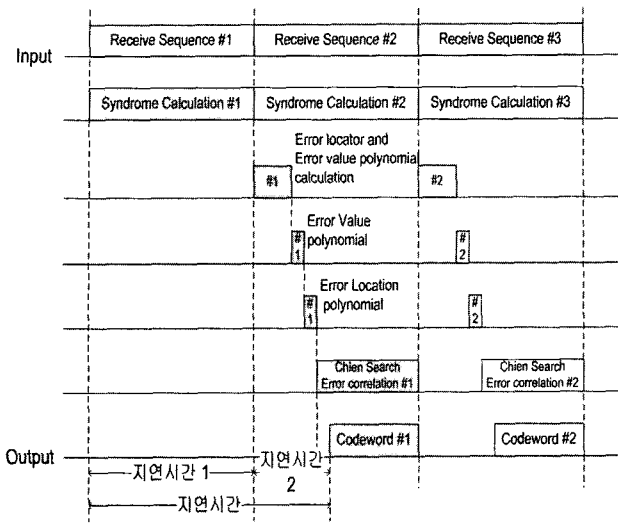 Input
Receive Sequence #1
Receive Sequence #2
Receive Sequence #3
Syndrome Calculation #1
Syndrome Calculation #2
Syndrome Calculation #3
Error locator and
Error value polynomial
calculation
#1
#2
Error Value
polynomial
#
1
#
2
Error Location
polynomial
#
1
#
2
Chien Search
Error correlation #1
Chien Search
Error correlation #2
Output
Codeword #1
Codeword #2
지연시간 1
지연시간
2
지연시간